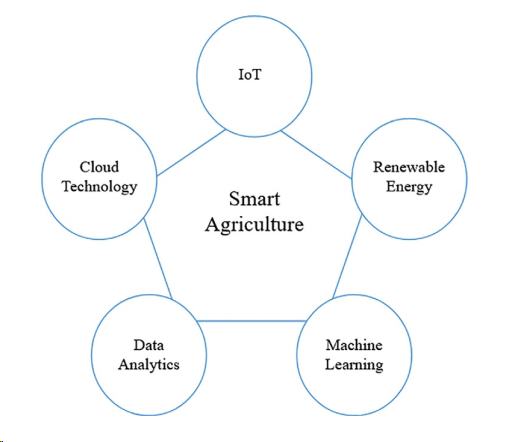 IoT
Cloud
Technology
Renewable
Energy
Smart
Agriculture
Data
Analytics
Machine
Learning